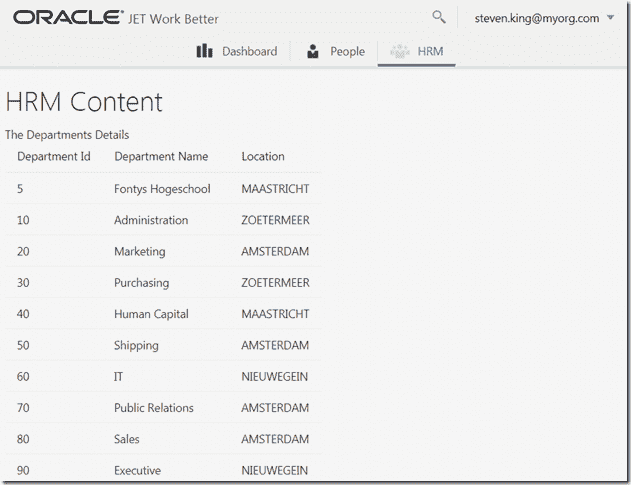 ORACLE® JET Work Better
steven.king@myorg.com
Dashboard People HRM
HRM Content
The Departments Details
Department Id Department Name Location
5 Fontys Hogeschool MAASTRICHT
10 Administration ZOETERMEER
20 Marketing AMSTERDAM
30 Purchasing ZOETERMEER
40 Human Capital MAASTRICHT
50 Shipping AMSTERDAM
60 IT NIEUWEGEIN
70 Public Relations AMSTERDAM
80 Sales AMSTERDAM
90 Executive NIEUWEGEIN